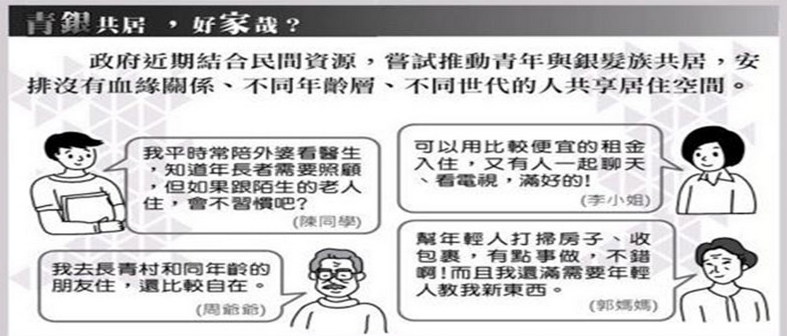 青銀共居，好家哉？
政府近期結合民間資源，嘗試推動青年與銀髮族共居，安
排沒有血緣關係、不同年齡層、不同世代的人共享居住空間。
我平時常陪外婆看醫生
，知道年長者需要照顧
，但如果跟陌生的老人
住，會不習慣吧？
(陳同學)
可以用比較便宜的租金
入住，又有人一起聊天
、看電視，滿好的！
(李小姐)
我去長青村和同年齡的
朋友住，還比較自在。
(周爺爺)
幫年輕人打掃房子、收
包裹，有點事做，不錯
啊！而且我還滿需要年輕
人教我新東西。
(郭媽媽)